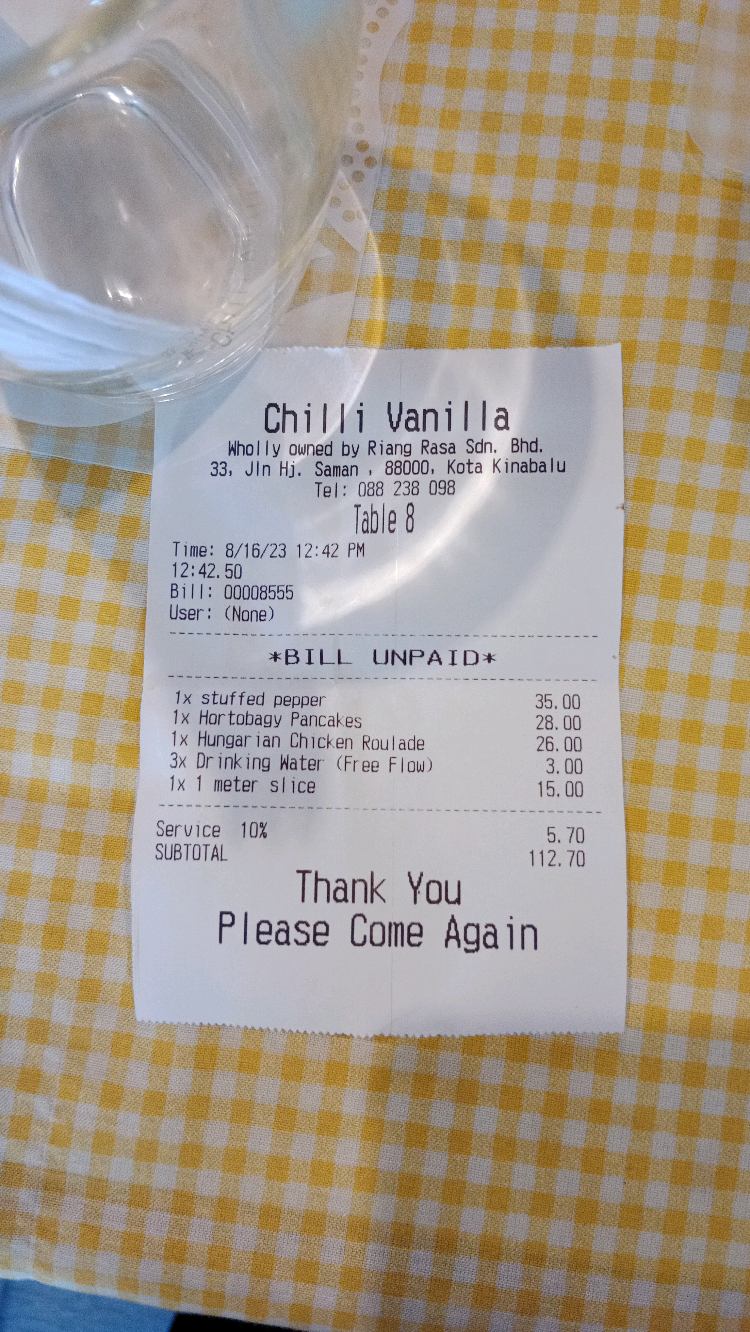 Chilli Vanilla
Wholly owned by Riang Rasa Sdn. Bhd.
33, Jln Hj. Saman , 88000, Kota Kinabalu
Tel: 088 238 098
Table 8
Time: 8/16/23 12:42 PM
12:42.50
Bill: 00008555
User: (None)
*BILL UNPAID*
1x stuffed pepper 35.00
1x Hortobagy Pancakes 28.00
1x Hungarian Chicken Roulade 26.00
3x Drinking Water (Free Flow) 3.00
1x 1 meter slice 15.00
Service 10% 5.70
SUBTOTAL 112.70
Thank You
Please Come Again